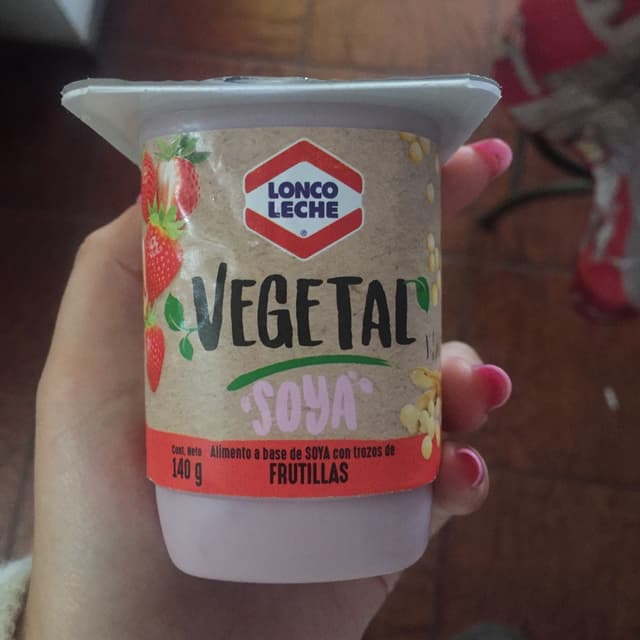 LONCO
LECHE
®
VEGETAL
SOYA
Cont. Neto
140 g
Alimento a base de SOYA con trozos de
FRUTILLAS